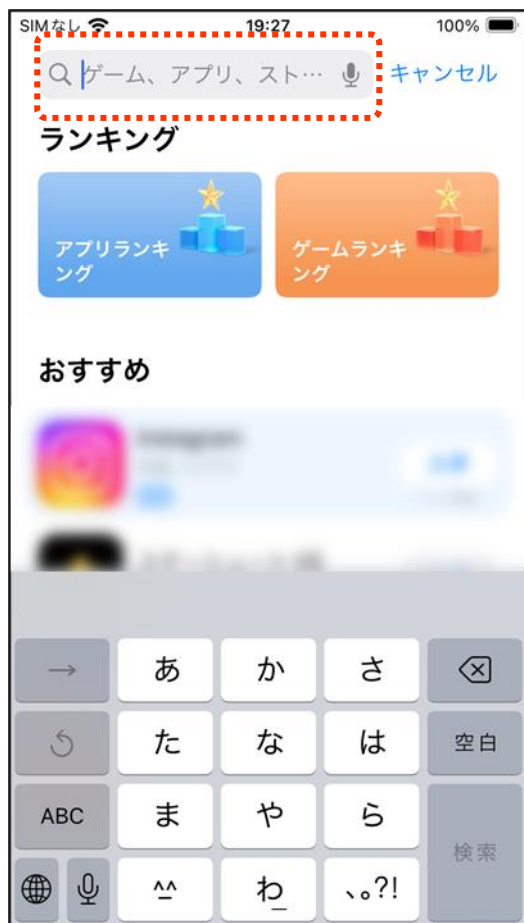 SIMなし 19:27 100%
ゲーム、アプリ、スト… キャンセル
ランキング
アプリランキ
ング
ゲームランキ
ング
おすすめ
→ あ か さ
た な は 空白
ABC ま や ら
検索
^^ わ 、。?!